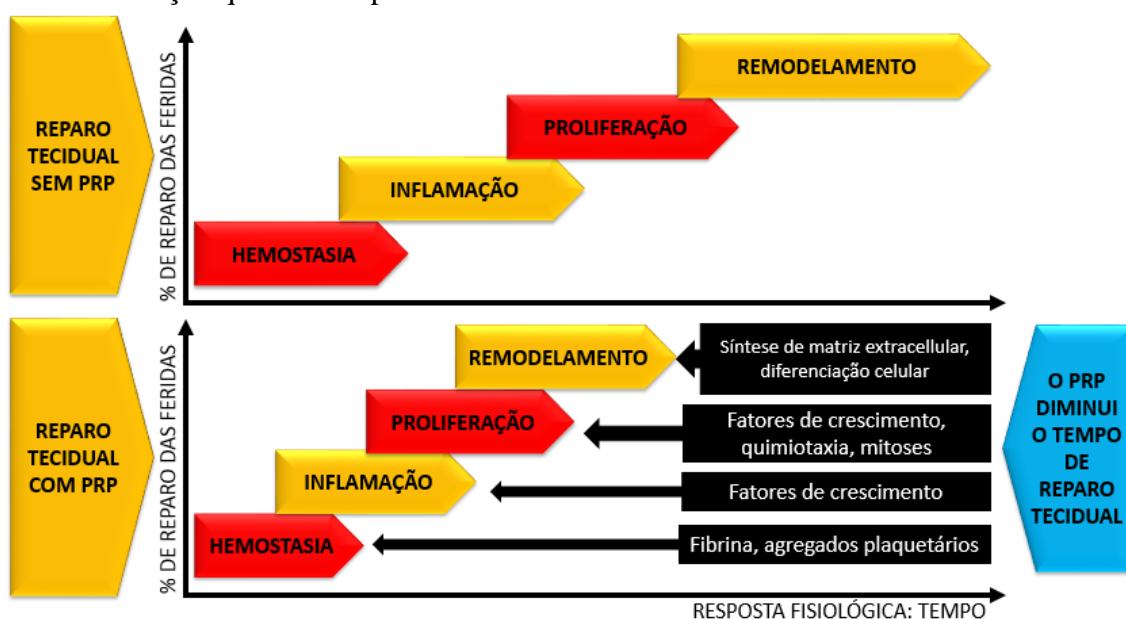 REPARO
TECIDUAL
SEM PRP
% DE REPARO DAS FERIDAS
REMODELAMENTO
PROLIFERAÇÃO
INFLAMAÇÃO
HEMOSTASIA
REPARO
TECIDUAL
COM PRP
% DE REPARO DAS FERIDAS
REMODELAMENTO
PROLIFERAÇÃO
INFLAMAÇÃO
HEMOSTASIA
Síntese de matriz extracellular,
diferenciação celular
Fatores de crescimento,
quimiotaxia, mitoses
Fatores de crescimento
Fibrina, agregados plaquetários
O PRP
DIMINUI
O TEMPO
DE
REPARO
TECIDUAL
RESPOSTA FISIOLÓGICA: TEMPO